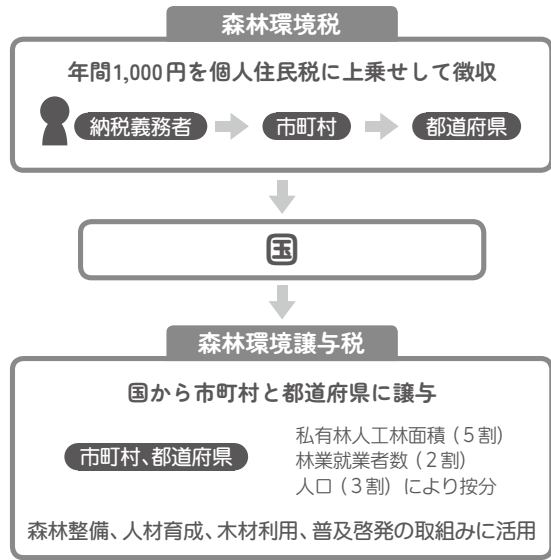 森林環境税
年間1,000円を個人住民税に上乗せして徴収
納税義務者 市町村 都道府県
国
森林環境譲与税
国から市町村と都道府県に譲与
市町村、都道府県
私有林人工林面積（5割）
林業就業者数（2割）
人口（3割）により按分
森林整備、人材育成、木材利用、普及啓発の取組みに活用